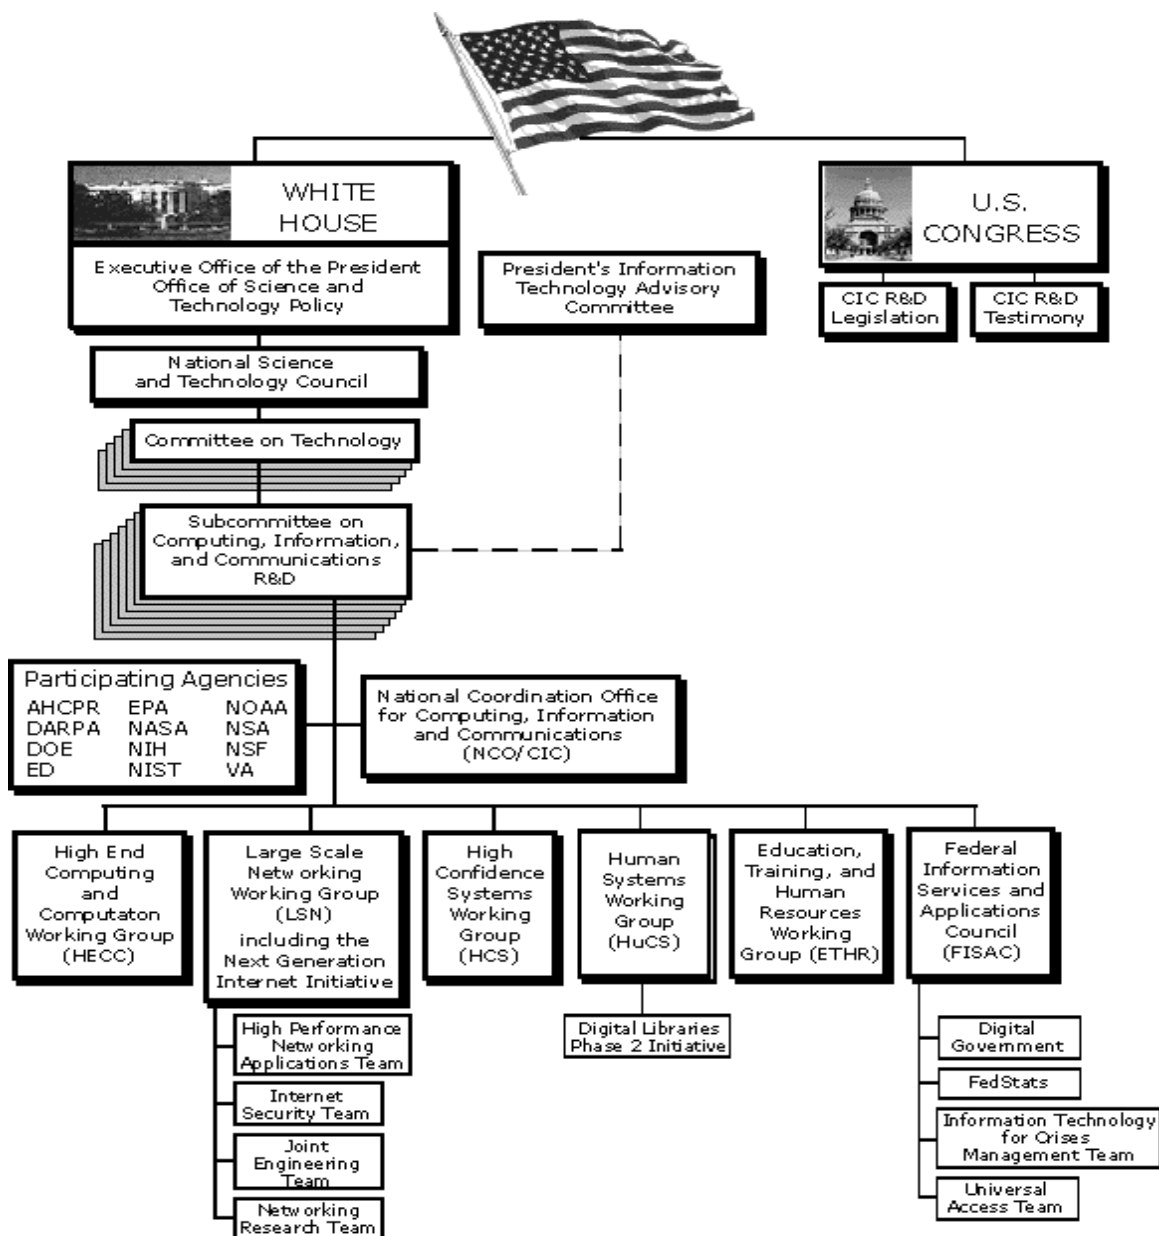 WHITE
HOUSE
Executive Office of the President
Office of Science and
Technology Policy
President's Information
Technology Advisory
Committee
U.S.
CONGRESS
CIC R&D
Legislation
CIC R&D
Testimony
National Science
and Technology Council
Committee on Technology
Subcommittee on
Computing, Information,
and Communications
R&D
Participating Agencies
AHCPR EPA NOAA
DARPA NASA NSA
DOE NIH NSF
ED NIST VA
National Coordination Office
for Computing, Information
and Communications
(NCO/CIC)
High End
Computing
and
Computaton
Working Group
(HECC)
Large Scale
Networking
Working Group
(LSN)
including the
Next Generation
Internet Initiative
High
Confidence
Systems
Working
Group
(HCS)
Human
Systems
Working
Group
(HuCS)
Education,
Training, and
Human
Resources
Working
Group (ETHR)
Federal
Information
Services and
Applications
Council
(FISAC)
High Performance
Networking
Applications Team
Internet
Security Team
Joint
Engineering
Team
Networking
Research Team
Digital Libraries
Phase 2 Initiative
Digital
Government
FedStats
Information Technology
for Crises
Management Team
Universal
Access Team